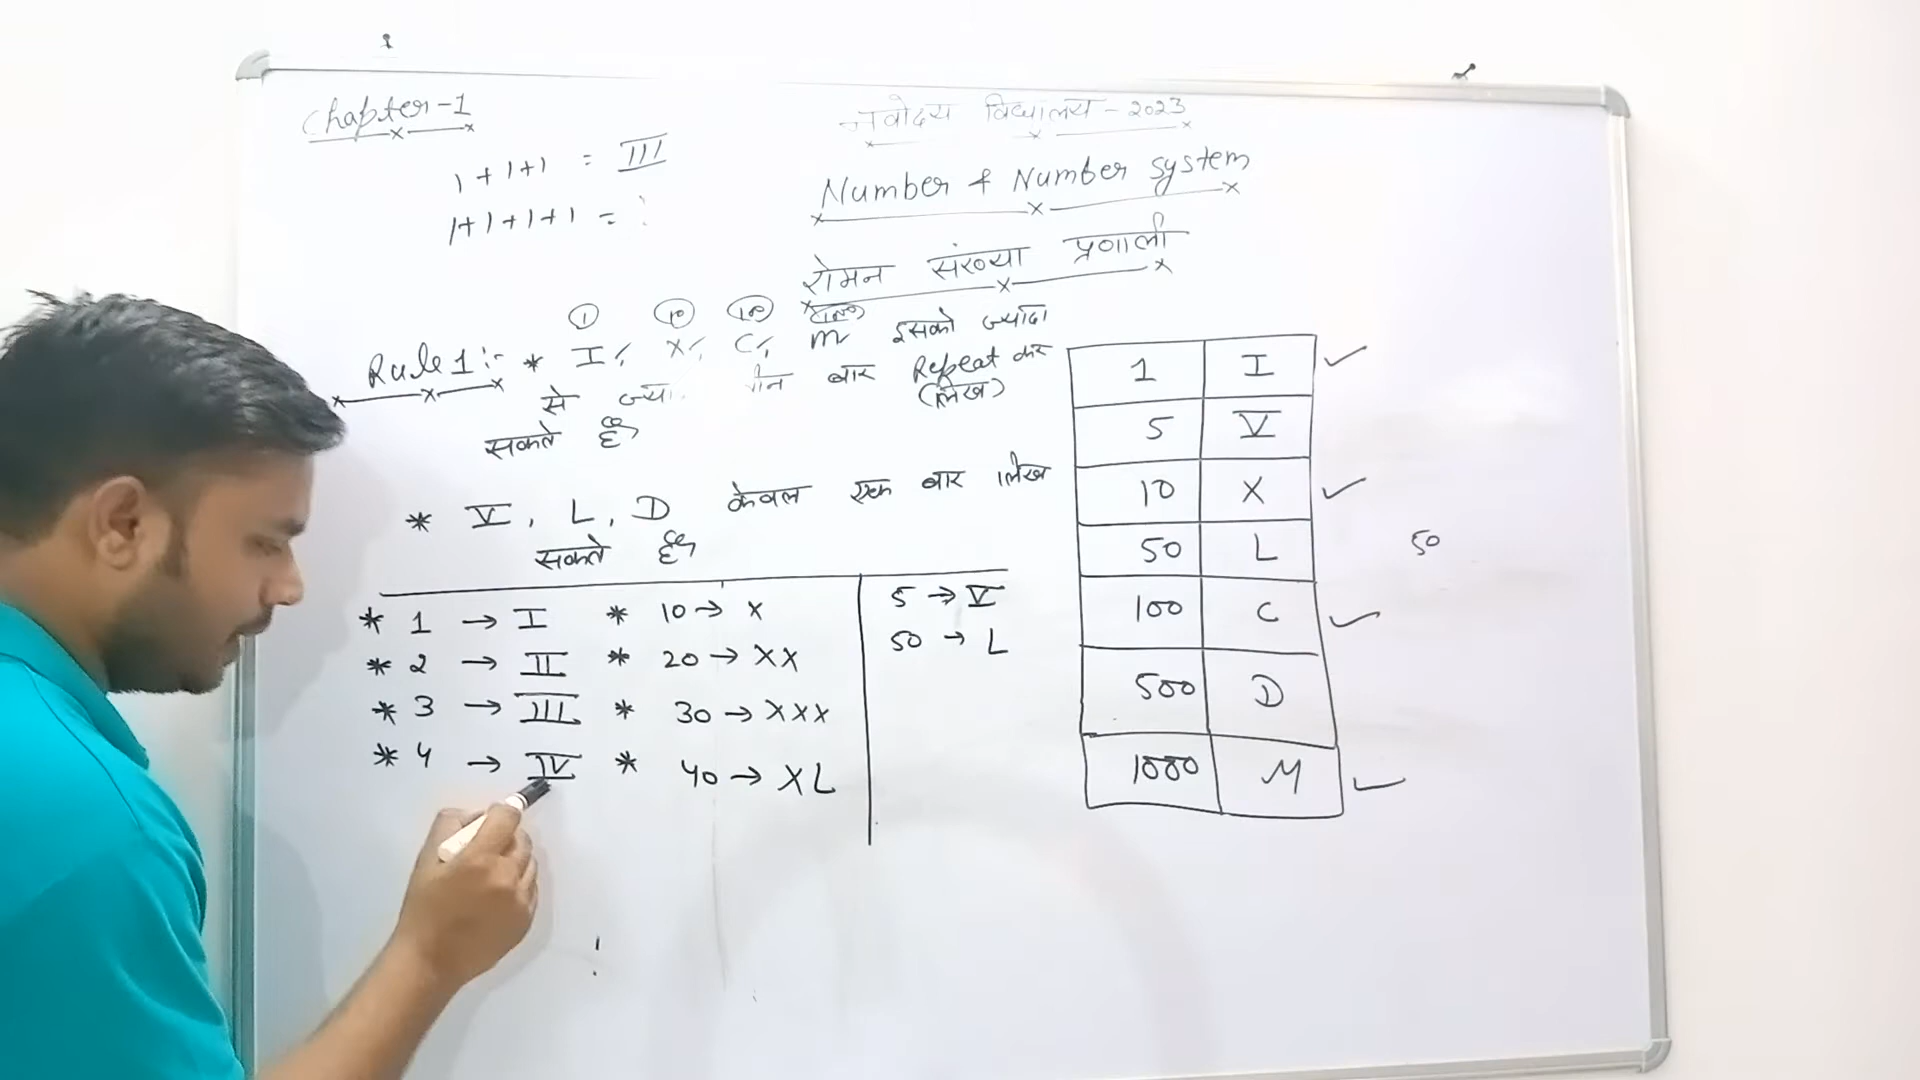 Chapter-1
नवोदय विद्यालय - 2023
1 + 1 + 1 = III
1 + 1 + 1 + 1 = ?
Number & Number system
रोमन संख्या प्रणाली
1 10 100 1000
Rule 1:- * I, X, C, M इसको ज्यादा
से ज्या तीन बार Repeat कर
(लिख)
सकते हैं
* V, L, D केवल एक बार लिख
सकते हैं
* 1 → I * 10 → X
* 2 → II * 20 → XX
* 3 → III * 30 → XXX
* 4 → IV * 40 → XL
5 → V
50 → L
1 I
5 V
10 X
50 L
100 C
500 D
1000 M
50